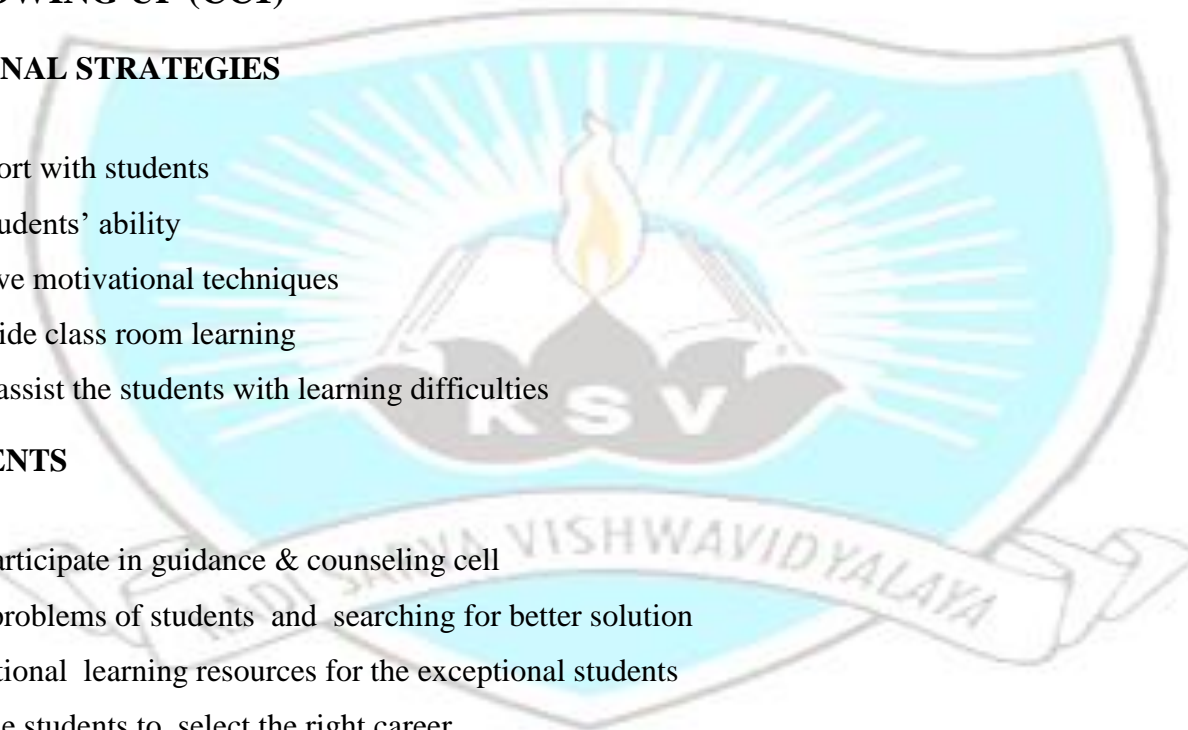 OWING UP (CC1)
NAL STRATEGIES
ort with students
udents’ ability
ve motivational techniques
ide class room learning
assist the students with learning difficulties
KSV
ENTS
VISHWAVIDYALAYA
articipate in guidance & counseling cell
problems of students and searching for better solution
tional learning resources for the exceptional students
e students to select the right career